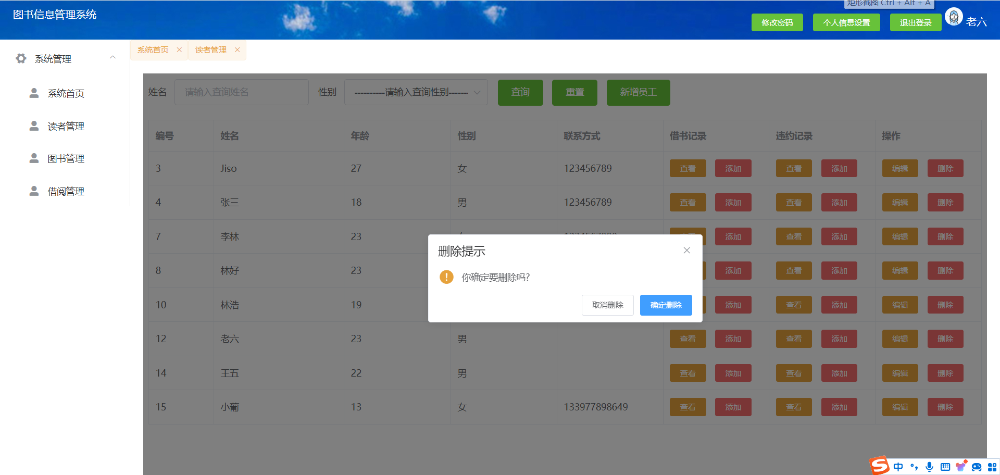 图书信息管理系统
矩形截图 Ctrl + Alt + A
修改密码 个人信息设置 退出登录 老六
系统管理
系统首页
读者管理
图书管理
借阅管理
系统首页 读者管理
姓名 请输入查询姓名 性别 ----------请输入查询性别------- 查询 重置 新增员工
编号 姓名 年龄 性别 联系方式 借书记录 违约记录 操作
3 Jiso 27 女 123456789 查看 添加 查看 添加 编辑 删除
4 张三 18 男 123456789 查看 添加 查看 添加 编辑 删除
7 李林 23 添加 查看 添加 编辑 删除
8 林好 23 添加 查看 添加 编辑 删除
10 林浩 19 添加 查看 添加 编辑 删除
12 老六 23 男 查看 添加 查看 添加 编辑 删除
14 王五 22 男 查看 添加 查看 添加 编辑 删除
15 小葡 13 女 133977898649 查看 添加 查看 添加 编辑 删除
删除提示
你确定要删除吗?
取消删除 确定删除
中